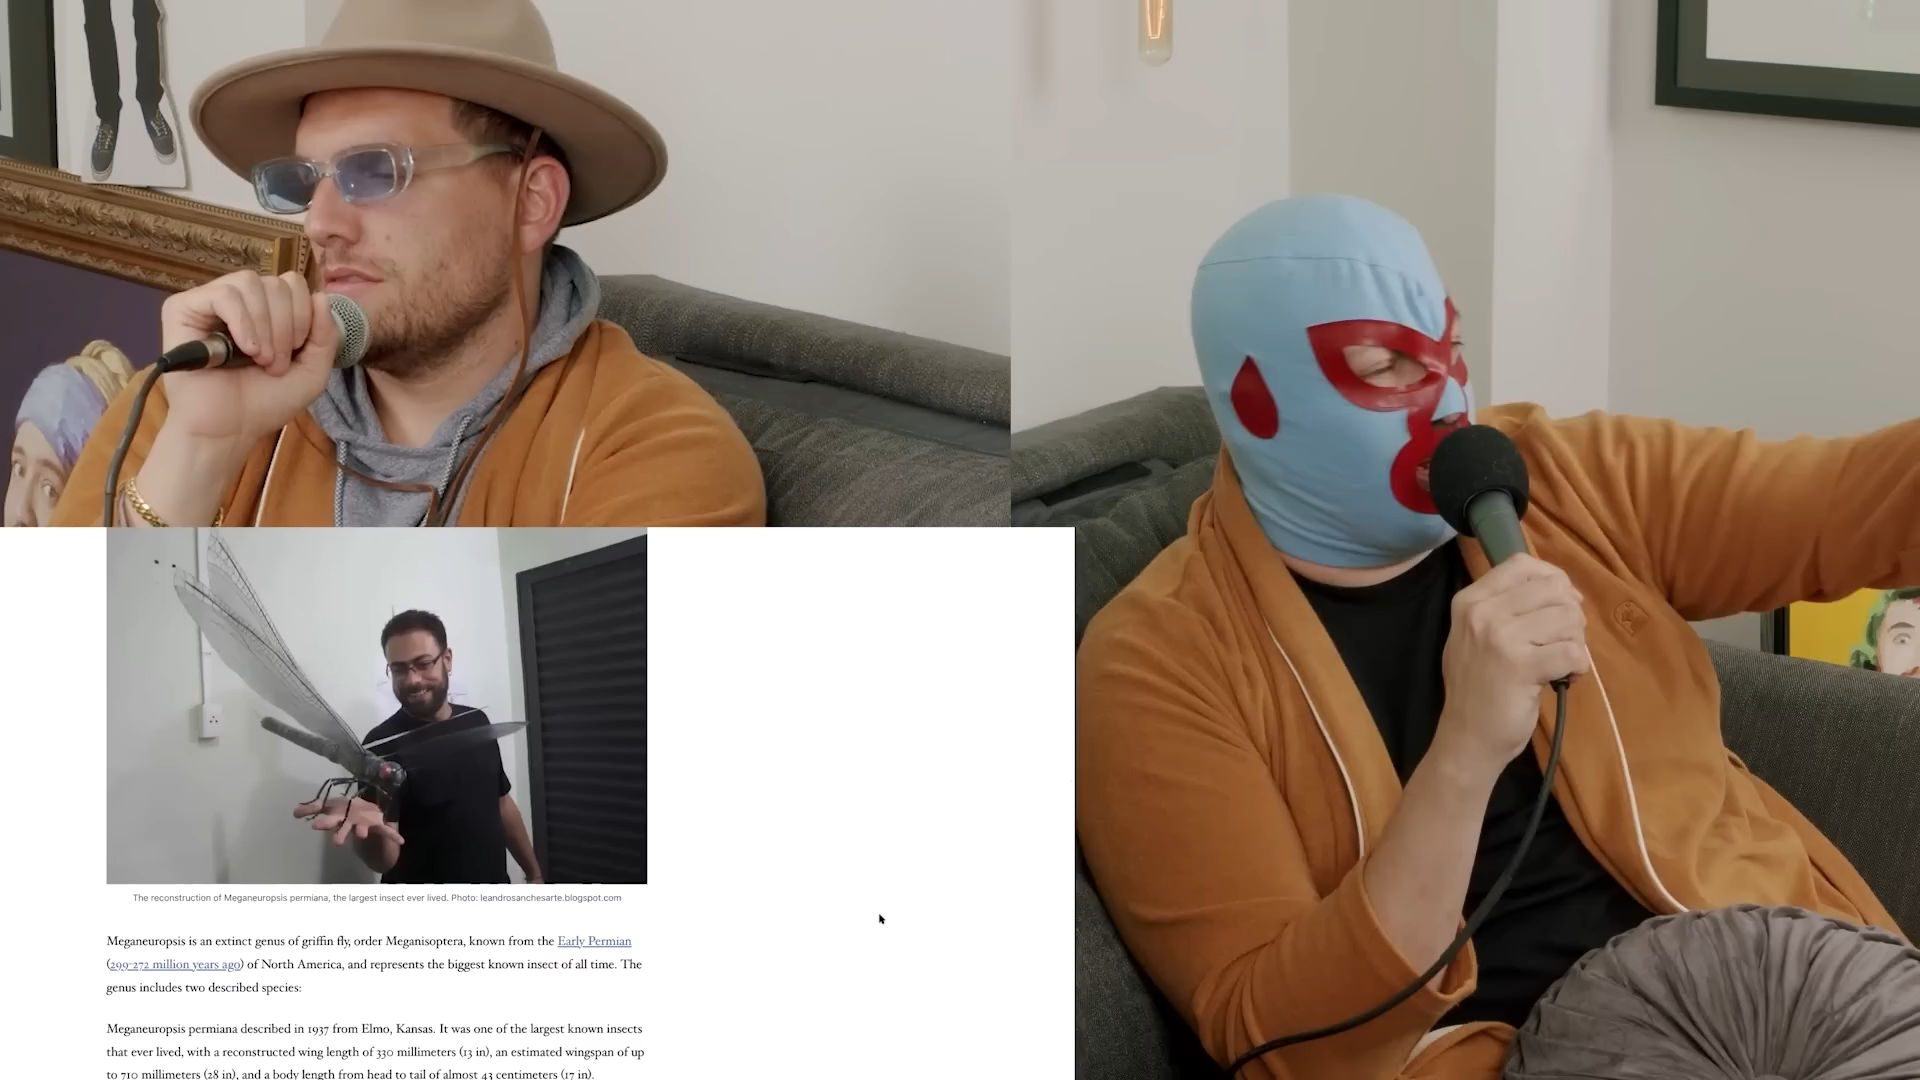 The reconstruction of Meganeuropsis permiana, the largest insect ever lived. Photo: leandrosanchesarte.blogspot.com
Meganeuropsis is an extinct genus of griffin fly, order Meganisoptera, known from the Early Permian
(299-272 million years ago) of North America, and represents the biggest known insect of all time. The
genus includes two described species:
Meganeuropsis permiana described in 1937 from Elmo, Kansas. It was one of the largest known insects
that ever lived, with a reconstructed wing length of 330 millimeters (13 in), an estimated wingspan of up
to 710 millimeters (28 in), and a body length from head to tail of almost 43 centimeters (17 in).